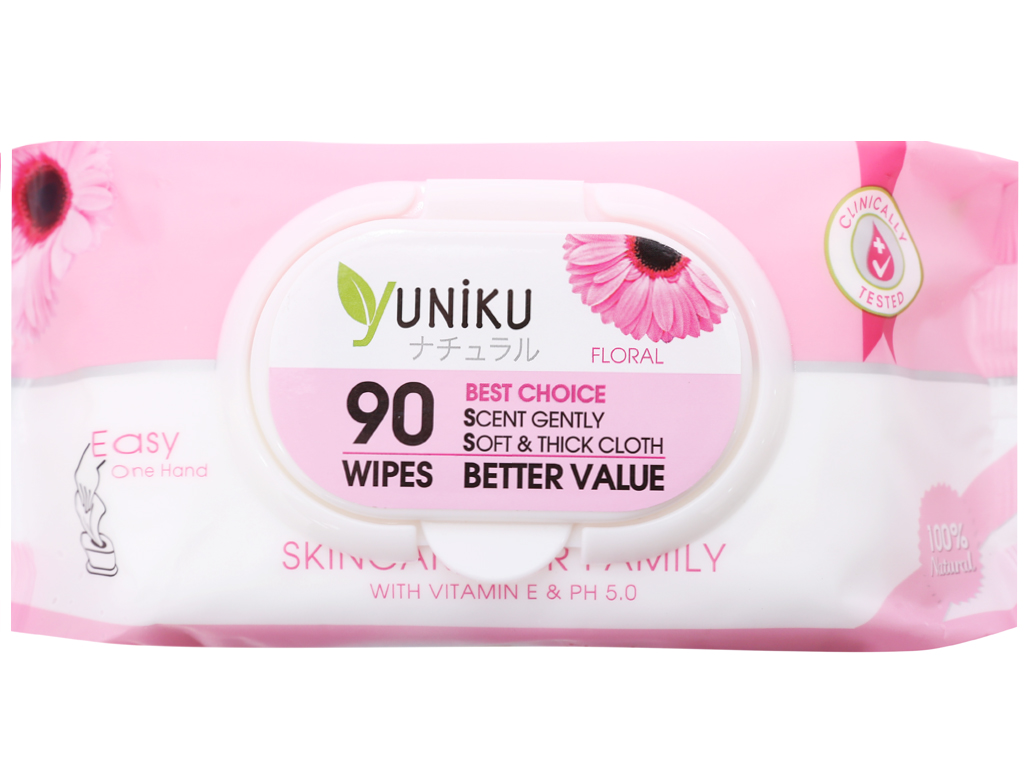 CLINICALLY
TESTED
yUNiKU
ナチュラル
FLORAL
90
WIPES
BEST CHOICE
SCENT GENTLY
SOFT & THICK CLOTH
BETTER VALUE
Easy
One Hand
100%
Natural
FAMILY
WITH VITAMIN E & PH 5.0